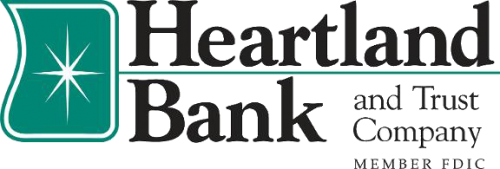 Heartland
Bank
and Trust
Company
MEMBER FDIC